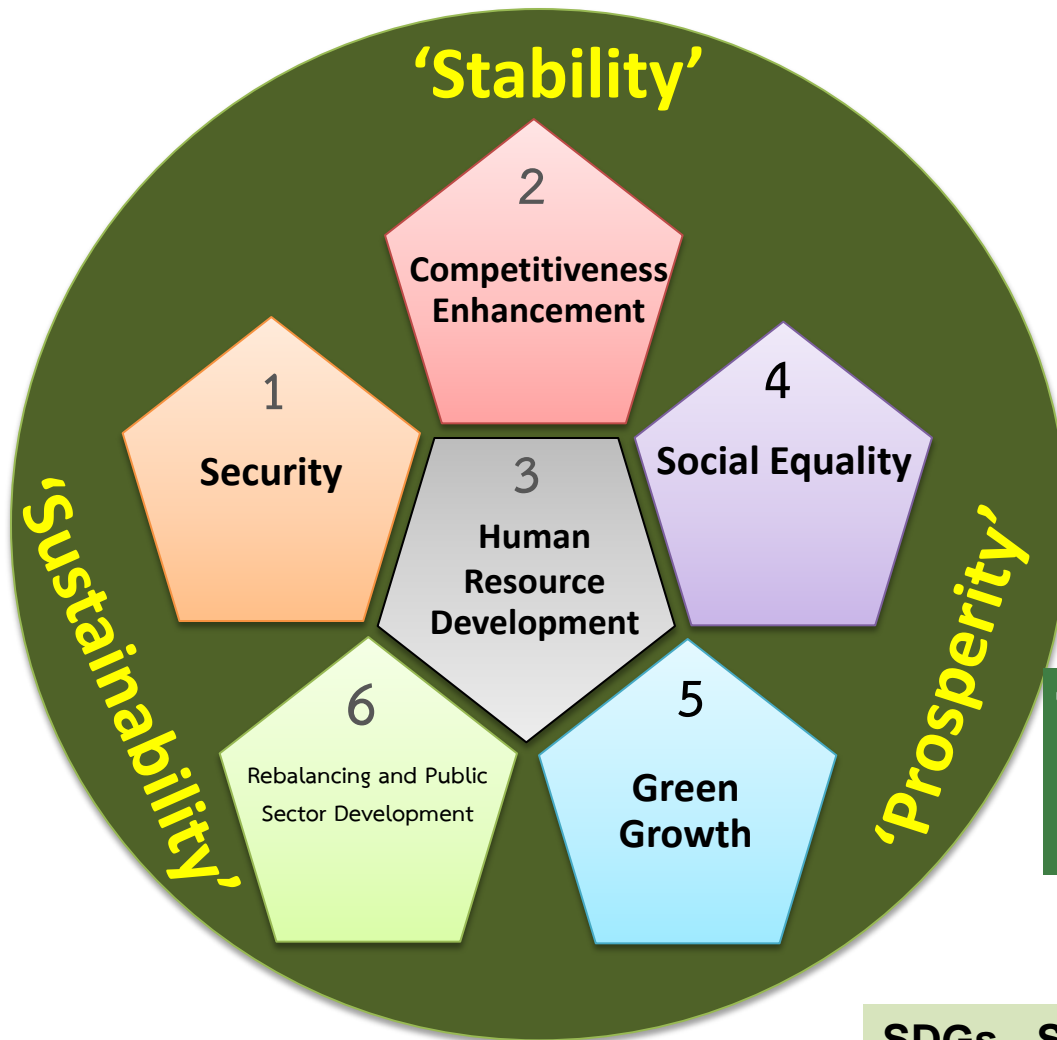 ‘Stability’
2
Competitiveness
Enhancement
1
Security
4
Social Equality
3
Human
Resource
Development
‘Sustainability’
‘Prosperity’
6
Rebalancing and Public
Sector Development
5
Green
Growth
SDGs